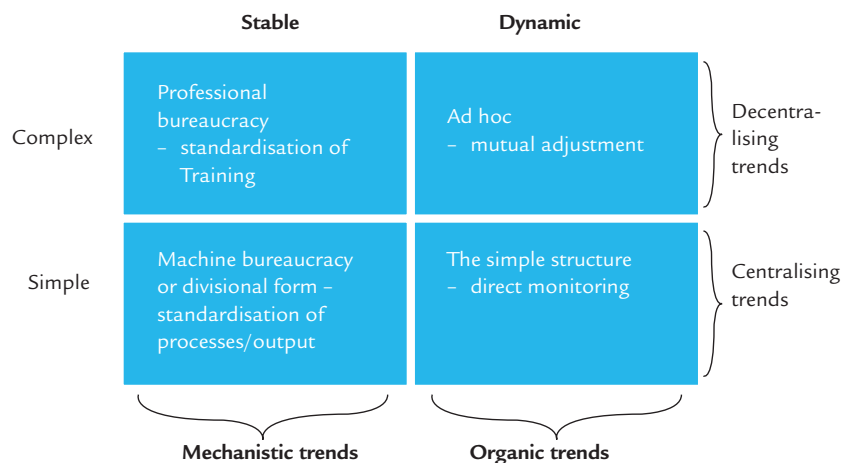 Stable
Dynamic
Complex
Professional
bureaucracy
– standardisation of
Training
Ad hoc
– mutual adjustment
Decentra-
lising
trends
Simple
Machine bureaucracy
or divisional form –
standardisation of
processes/output
The simple structure
– direct monitoring
Centralising
trends
Mechanistic trends
Organic trends